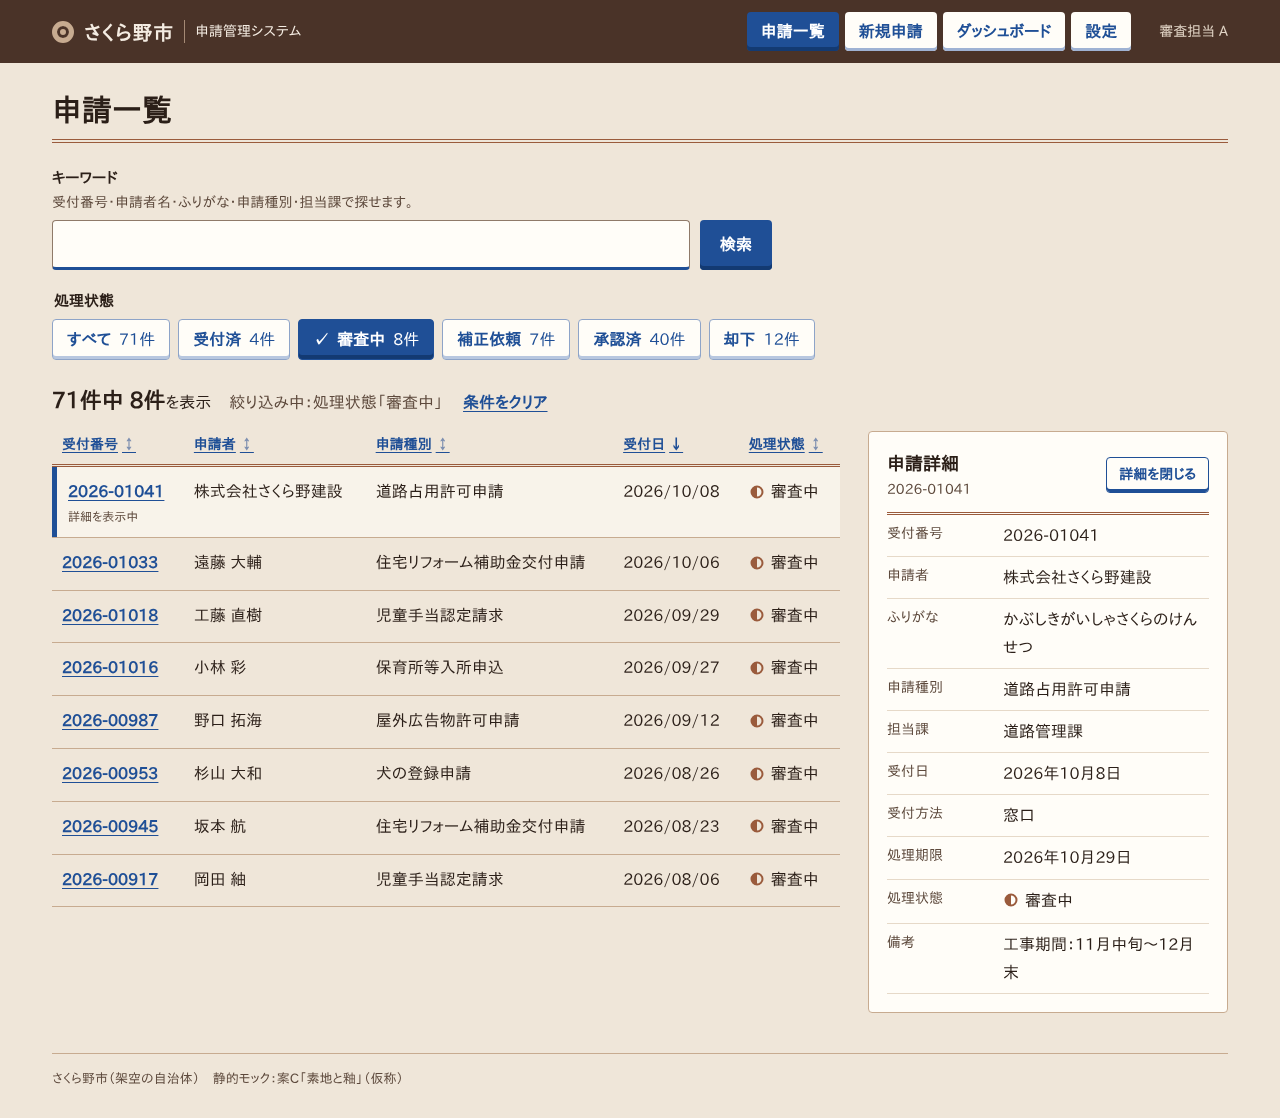 さくら野市 申請管理システム 申請一覧 新規申請 ダッシュボード 設定 審査担当 A
申請一覧
キーワード
受付番号・申請者名・ふりがな・申請種別・担当課で探せます。
検索
処理状態
すべて 71件 受付済 4件 ✓ 審査中 8件 補正依頼 7件 承認済 40件 却下 12件
71件中 8件を表示 絞り込み中：処理状態「審査中」 条件をクリア
受付番号 ↕ 申請者 ↕ 申請種別 ↕ 受付日 ↓ 処理状態 ↕
2026-01041 株式会社さくら野建設 道路占用許可申請 2026/10/08 審査中
詳細を表示中
2026-01033 遠藤 大輔 住宅リフォーム補助金交付申請 2026/10/06 審査中
2026-01018 工藤 直樹 児童手当認定請求 2026/09/29 審査中
2026-01016 小林 彩 保育所等入所申込 2026/09/27 審査中
2026-00987 野口 拓海 屋外広告物許可申請 2026/09/12 審査中
2026-00953 杉山 大和 犬の登録申請 2026/08/26 審査中
2026-00945 坂本 航 住宅リフォーム補助金交付申請 2026/08/23 審査中
2026-00917 岡田 紬 児童手当認定請求 2026/08/06 審査中
申請詳細
2026-01041
詳細を閉じる
受付番号 2026-01041
申請者 株式会社さくら野建設
ふりがな かぶしきがいしゃさくらのけん
せつ
申請種別 道路占用許可申請
担当課 道路管理課
受付日 2026年10月8日
受付方法 窓口
処理期限 2026年10月29日
処理状態 審査中
備考 工事期間：11月中旬〜12月
末
さくら野市（架空の自治体） 静的モック：案C「素地と釉」（仮称）